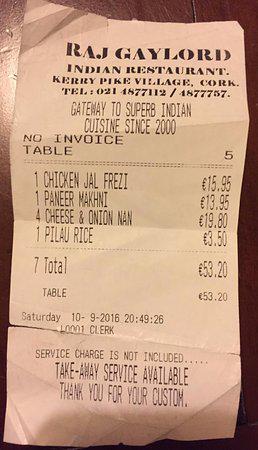 RAJ GAYLORD
INDIAN RESTAURANT.
KERRY PIKE VILLAGE, CORK.
TEL : 021 4877112 / 4877757.
GATEWAY TO SUPERB INDIAN
CUISINE SINCE 2000
NO INVOICE
TABLE 5
1 CHICKEN JAL FREZI €15.95
1 PANEER MAKHNI €13.95
4 CHEESE & ONION NAN €19.80
1 PILAU RICE €3.50
7 Total €53.20
TABLE €53.20
Saturday 10- 9-2016 20:49:26
L0001 CLERK
SERVICE CHARGE IS NOT INCLUDED.....
TAKE-AWAY SERVICE AVAILABLE
THANK YOU FOR YOUR CUSTOM.